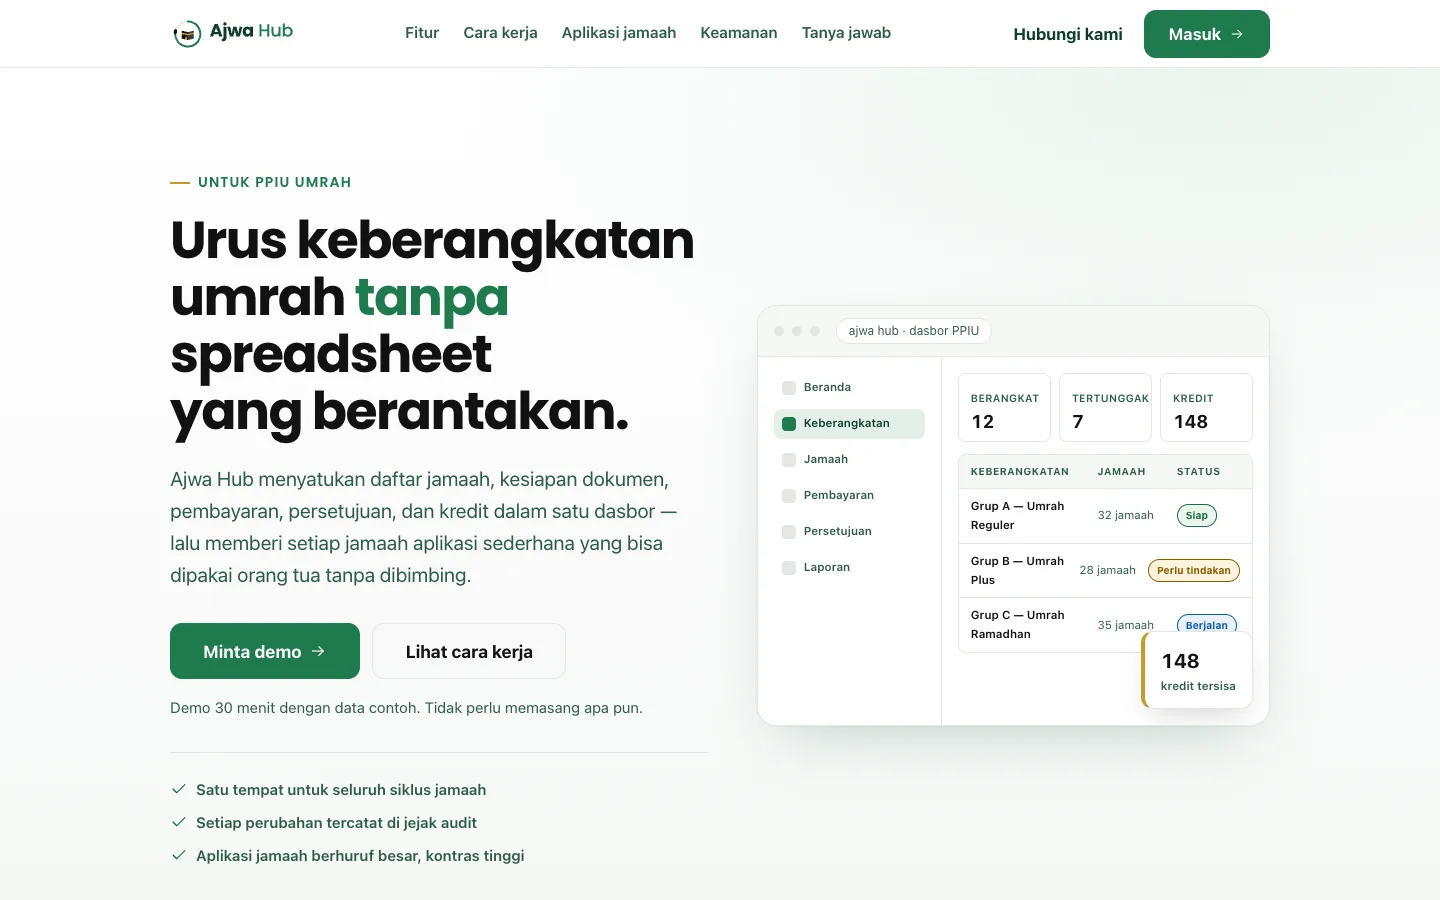 Ajwa Hub
Fitur
Cara kerja
Aplikasi jamaah
Keamanan
Tanya jawab
Hubungi kami
Masuk →
UNTUK PPIU UMRAH
Urus keberangkatan
umrah tanpa
spreadsheet
yang berantakan.
Ajwa Hub menyatukan daftar jamaah, kesiapan dokumen,
pembayaran, persetujuan, dan kredit dalam satu dasbor —
lalu memberi setiap jamaah aplikasi sederhana yang bisa
dipakai orang tua tanpa dibimbing.
Minta demo →
Lihat cara kerja
Demo 30 menit dengan data contoh. Tidak perlu memasang apa pun.
Satu tempat untuk seluruh siklus jamaah
Setiap perubahan tercatat di jejak audit
Aplikasi jamaah berhuruf besar, kontras tinggi
ajwa hub · dasbor PPIU
Beranda
Keberangkatan
Jamaah
Pembayaran
Persetujuan
Laporan
BERANGKAT
12
TERTUNGGAK
7
KREDIT
148
KEBERANGKATAN JAMAAH STATUS
Grup A — Umrah
Reguler
32 jamaah
Siap
Grup B — Umrah
Plus
28 jamaah
Perlu tindakan
Grup C — Umrah
Ramadhan
35 jamaah
Berjalan
148
kredit tersisa